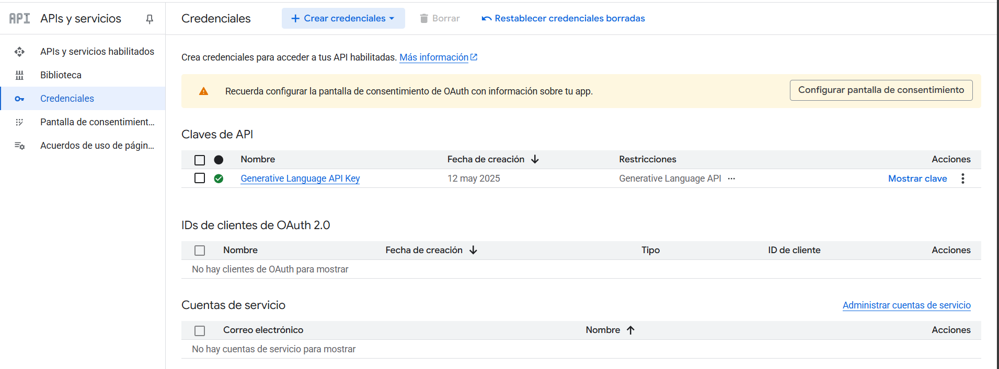 API APIs y servicios
APIs y servicios habilitados
Biblioteca
Credenciales
Pantalla de consentimient...
Acuerdos de uso de págin...
Credenciales + Crear credenciales Borrar Restablecer credenciales borradas
Crea credenciales para acceder a tus API habilitadas. Más información
Recuerda configurar la pantalla de consentimiento de OAuth con información sobre tu app. Configurar pantalla de consentimiento
Claves de API
Nombre Fecha de creación Restricciones Acciones
Generative Language API Key 12 may 2025 Generative Language API ... Mostrar clave
IDs de clientes de OAuth 2.0
Nombre Fecha de creación Tipo ID de cliente Acciones
No hay clientes de OAuth para mostrar
Cuentas de servicio Administrar cuentas de servicio
Correo electrónico Nombre Acciones
No hay cuentas de servicio para mostrar